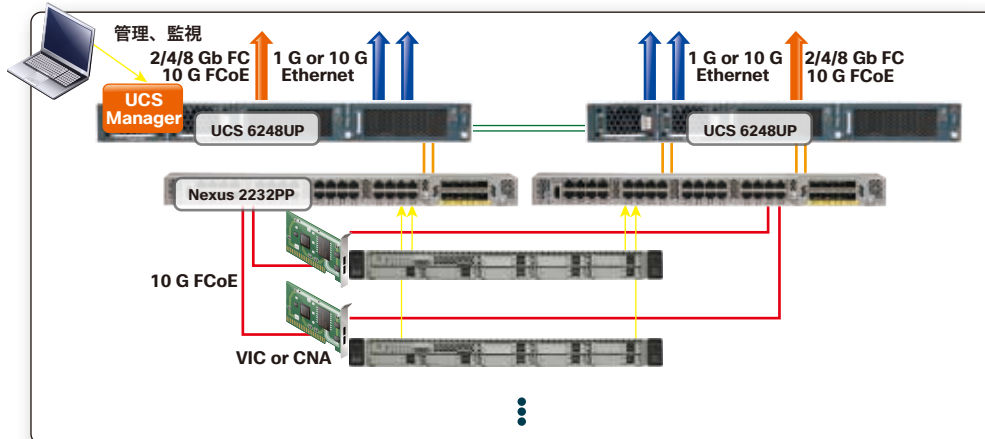 管理、監視
2/4/8 Gb FC
10 G FCoE
1 G or 10 G
Ethernet
1 G or 10 G
Ethernet
2/4/8 Gb FC
10 G FCoE
UCS
Manager
UCS 6248UP
UCS 6248UP
Nexus 2232PP
10 G FCoE
VIC or CNA